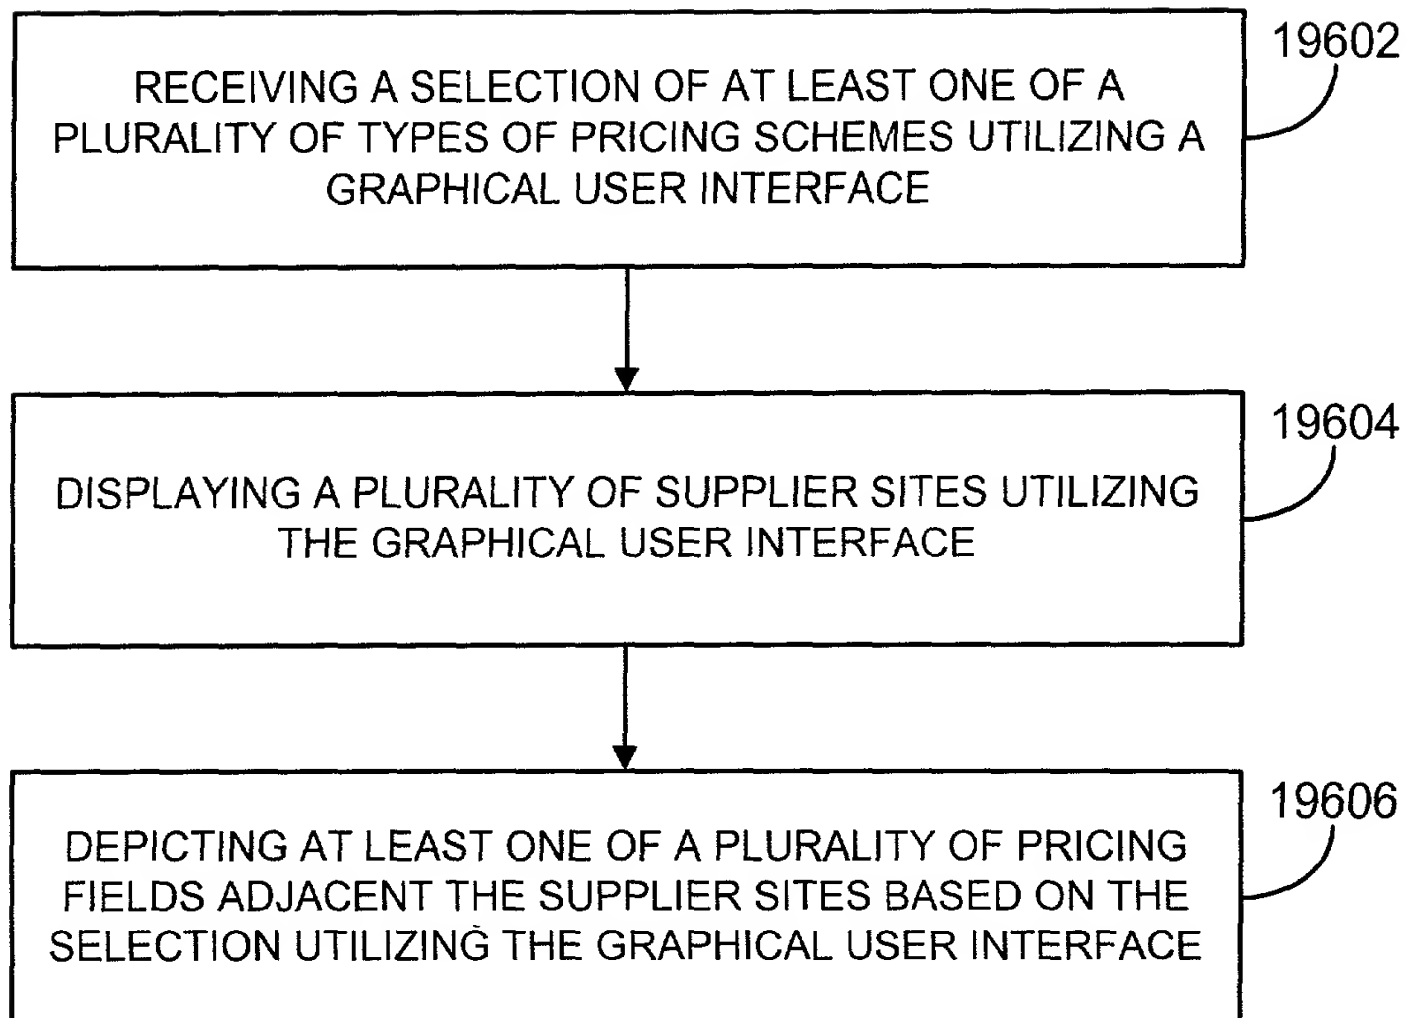 19602
RECEIVING A SELECTION OF AT LEAST ONE OF A
PLURALITY OF TYPES OF PRICING SCHEMES UTILIZING A
GRAPHICAL USER INTERFACE
19604
DISPLAYING A PLURALITY OF SUPPLIER SITES UTILIZING
THE GRAPHICAL USER INTERFACE
19606
DEPICTING AT LEAST ONE OF A PLURALITY OF PRICING
FIELDS ADJACENT THE SUPPLIER SITES BASED ON THE
SELECTION UTILIZING THE GRAPHICAL USER INTERFACE